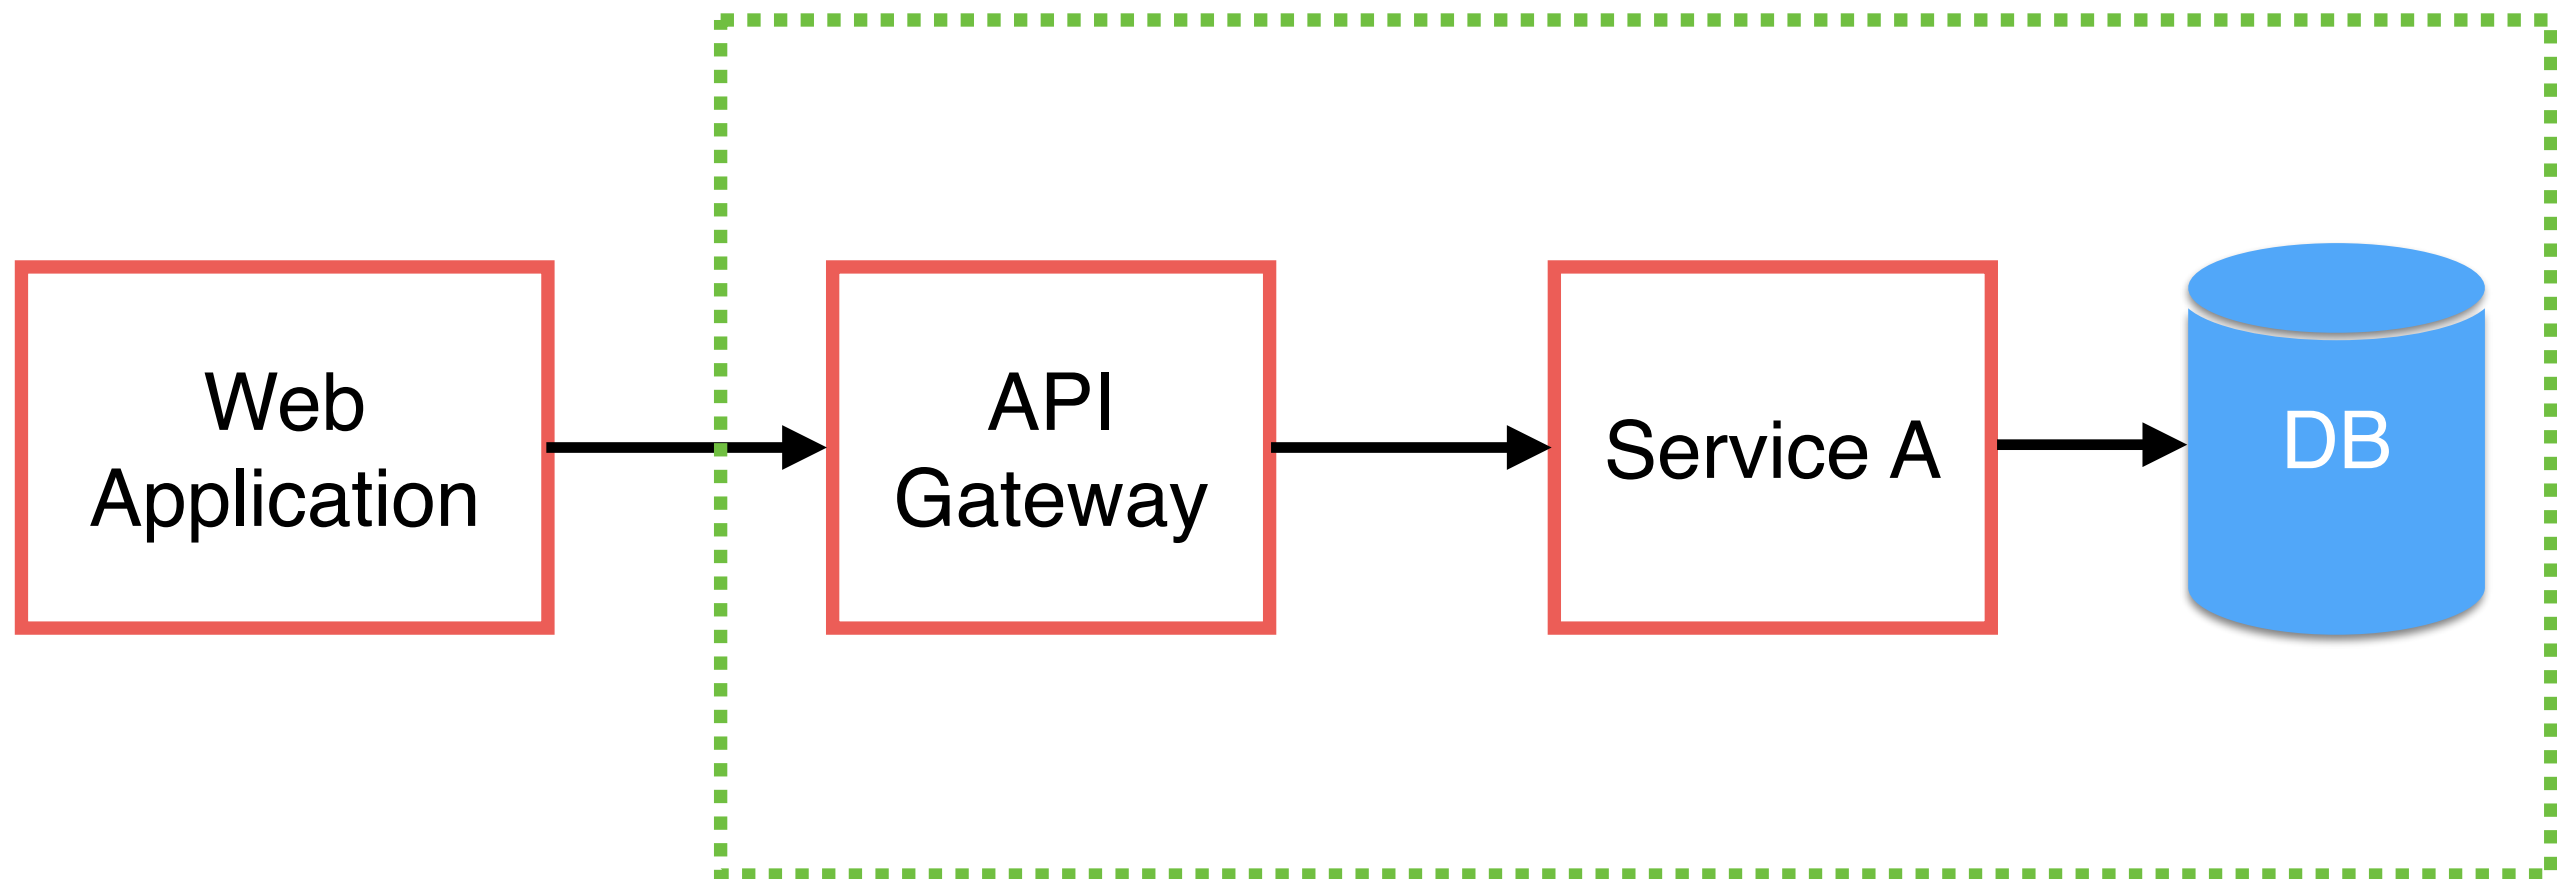 Web
Application
API
Gateway
Service A
DB